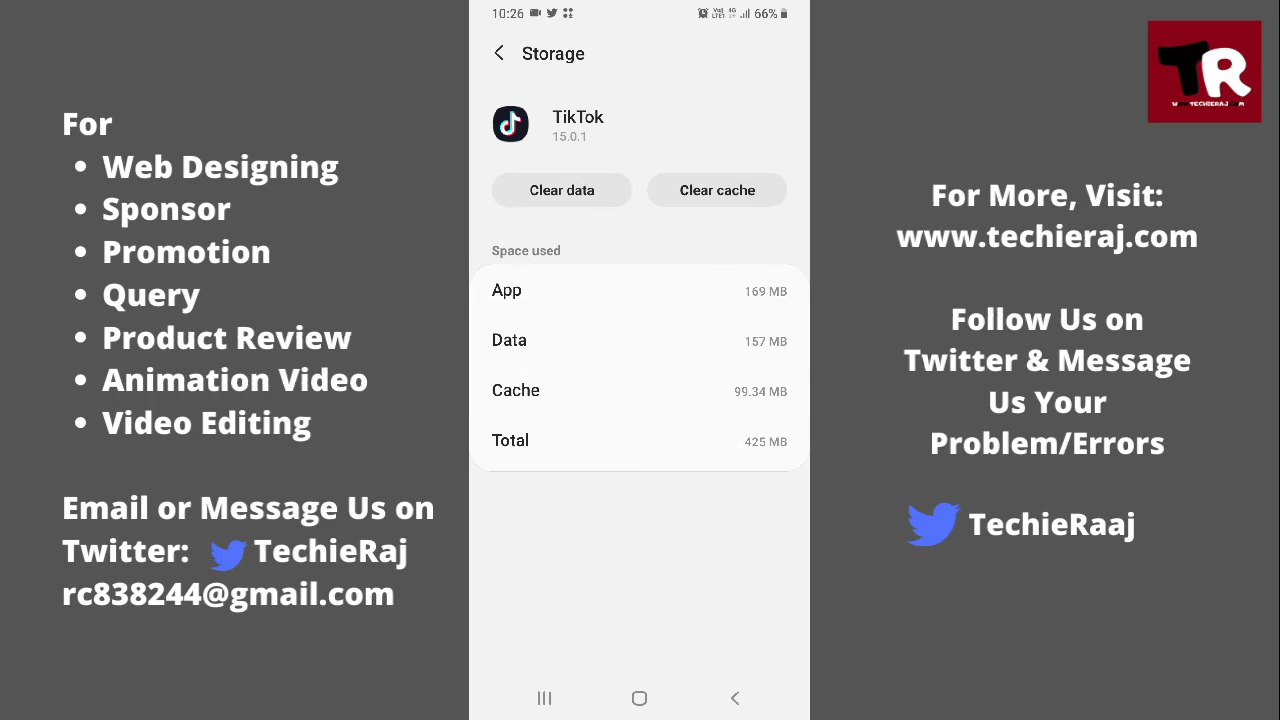 For
• Web Designing
• Sponsor
• Promotion
• Query
• Product Review
• Animation Video
• Video Editing
Email or Message Us on
Twitter: TechieRaj
rc838244@gmail.com
10:26
66%
Storage
TikTok
15.0.1
Clear data
Clear cache
Space used
App 169 MB
Data 157 MB
Cache 99.34 MB
Total 425 MB
TR
For More, Visit:
www.techieraj.com
Follow Us on
Twitter & Message
Us Your
Problem/Errors
TechieRaaj